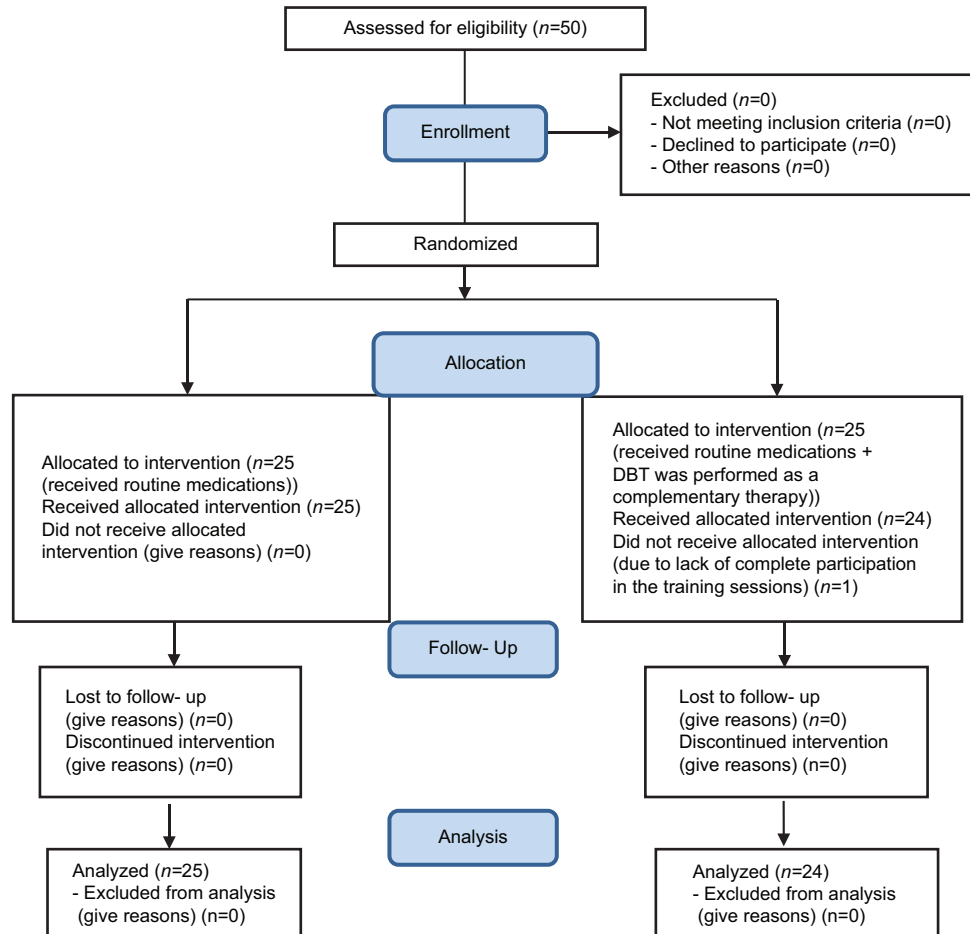 Assessed for eligibility (n=50)
Enrollment
Excluded (n=0)
- Not meeting inclusion criteria (n=0)
- Declined to participate (n=0)
- Other reasons (n=0)
Randomized
Allocation
Allocated to intervention (n=25
(received routine medications))
Received allocated intervention (n=25)
Did not receive allocated
intervention (give reasons) (n=0)
Allocated to intervention (n=25
(received routine medications +
DBT was performed as a
complementary therapy))
Received allocated intervention (n=24)
Did not receive allocated intervention
(due to lack of complete participation
in the training sessions) (n=1)
Follow- Up
Lost to follow- up
(give reasons) (n=0)
Discontinued intervention
(give reasons) (n=0)
Lost to follow- up
(give reasons) (n=0)
Discontinued intervention
(give reasons) (n=0)
Analysis
Analyzed (n=25)
- Excluded from analysis
(give reasons) (n=0)
Analyzed (n=24)
- Excluded from analysis
(give reasons) (n=0)